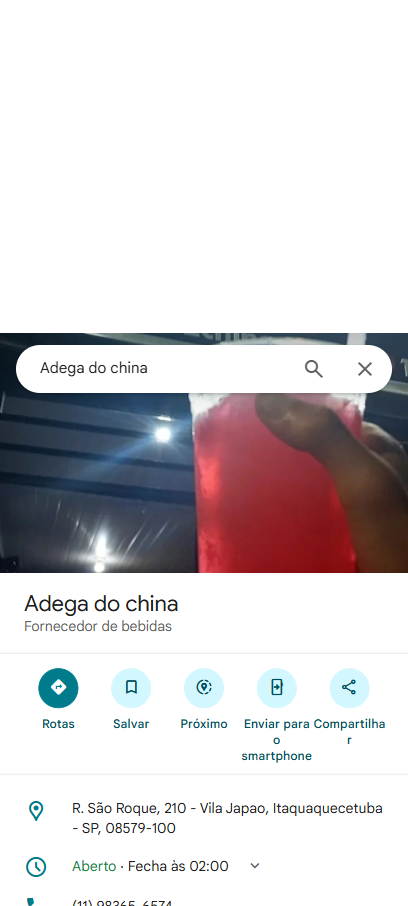 Adega do china
Adega do china
Fornecedor de bebidas
Rotas
Salvar
Próximo
Enviar para
o
smartphone
Compartilha
r
R. São Roque, 210 - Vila Japao, Itaquaquecetuba
- SP, 08579-100
Aberto · Fecha às 02:00
(11) 98365-6574